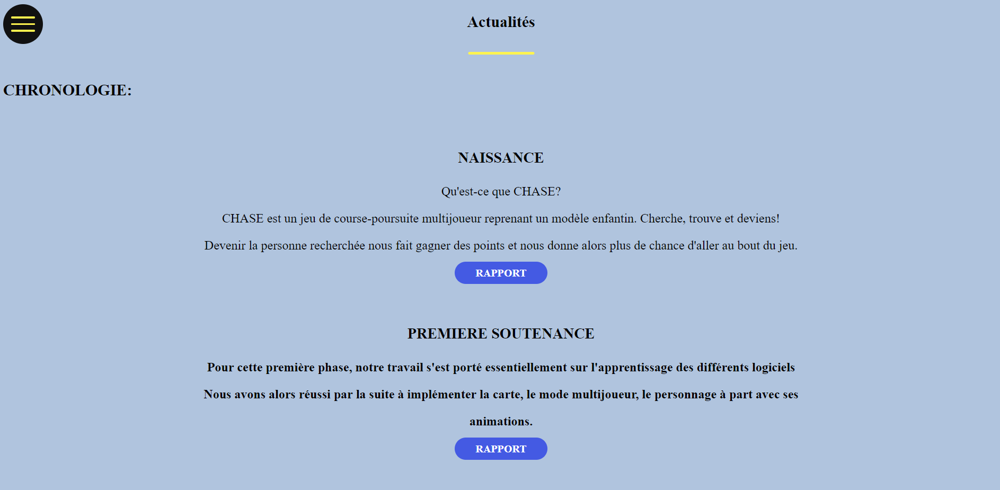 Actualités
CHRONOLOGIE:
NAISSANCE
Qu'est-ce que CHASE?
CHASE est un jeu de course-poursuite multijoueur reprenant un modèle enfantin. Cherche, trouve et deviens!
Devenir la personne recherchée nous fait gagner des points et nous donne alors plus de chance d'aller au bout du jeu.
RAPPORT
PREMIERE SOUTENANCE
Pour cette première phase, notre travail s'est porté essentiellement sur l'apprentissage des différents logiciels
Nous avons alors réussi par la suite à implémenter la carte, le mode multijoueur, le personnage à part avec ses
animations.
RAPPORT